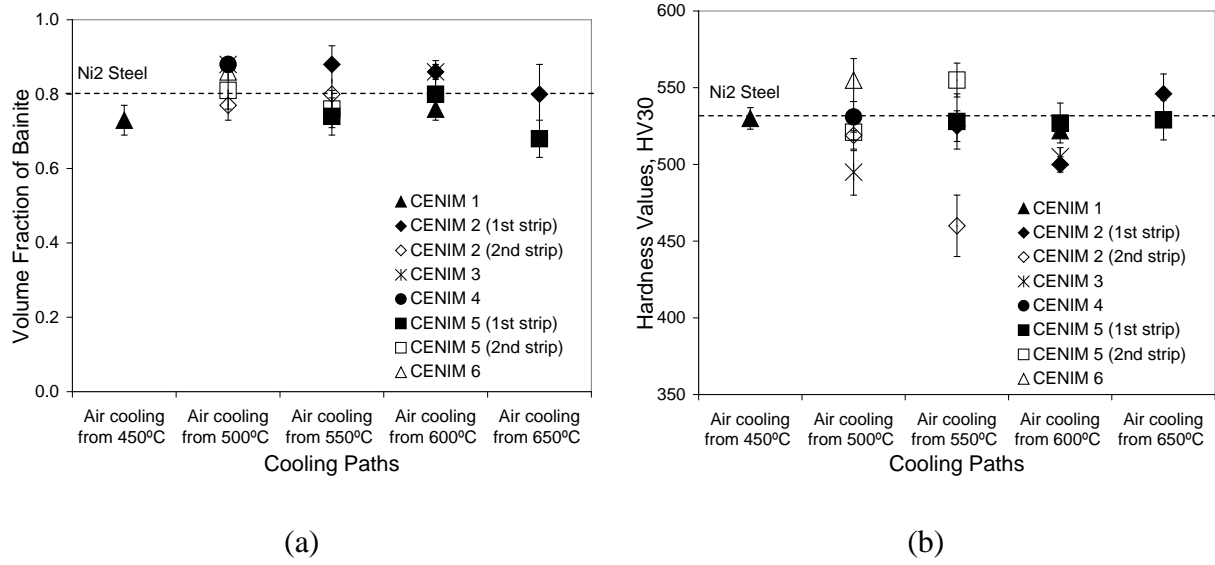 1.0
0.8
0.6
0.4
0.2
0.0
Volume Fraction of Bainite
Ni2 Steel
CENIM 1
CENIM 2 (1st strip)
CENIM 2 (2nd strip)
CENIM 3
CENIM 4
CENIM 5 (1st strip)
CENIM 5 (2nd strip)
CENIM 6
Air cooling
from 450ºC
Air cooling
from 500ºC
Air cooling
from 550ºC
Air cooling
from 600ºC
Air cooling
from 650ºC
Cooling Paths
(a)
600
550
500
450
400
350
Hardness Values, HV30
Ni2 Steel
CENIM 1
CENIM 2 (1st strip)
CENIM 2 (2nd strip)
CENIM 3
CENIM 4
CENIM 5 (1st strip)
CENIM 5 (2nd strip)
CENIM 6
Air cooling
from 450ºC
Air cooling
from 500ºC
Air cooling
from 550ºC
Air cooling
from 600ºC
Air cooling
from 650ºC
Cooling Paths
(b)